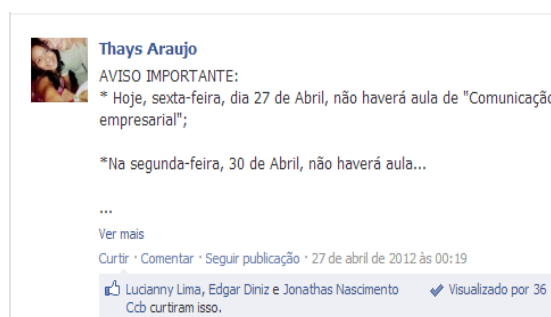 Thays Araujo
AVISO IMPORTANTE:
* Hoje, sexta-feira, dia 27 de Abril, não haverá aula de "Comunicação
empresarial";
*Na segunda-feira, 30 de Abril, não haverá aula...
...
Ver mais
Curtir · Comentar · Seguir publicação · 27 de abril de 2012 às 00:19
Lucianny Lima, Edgar Diniz e Jonathas Nascimento Visualizado por 36
Ccb curtiram isso.